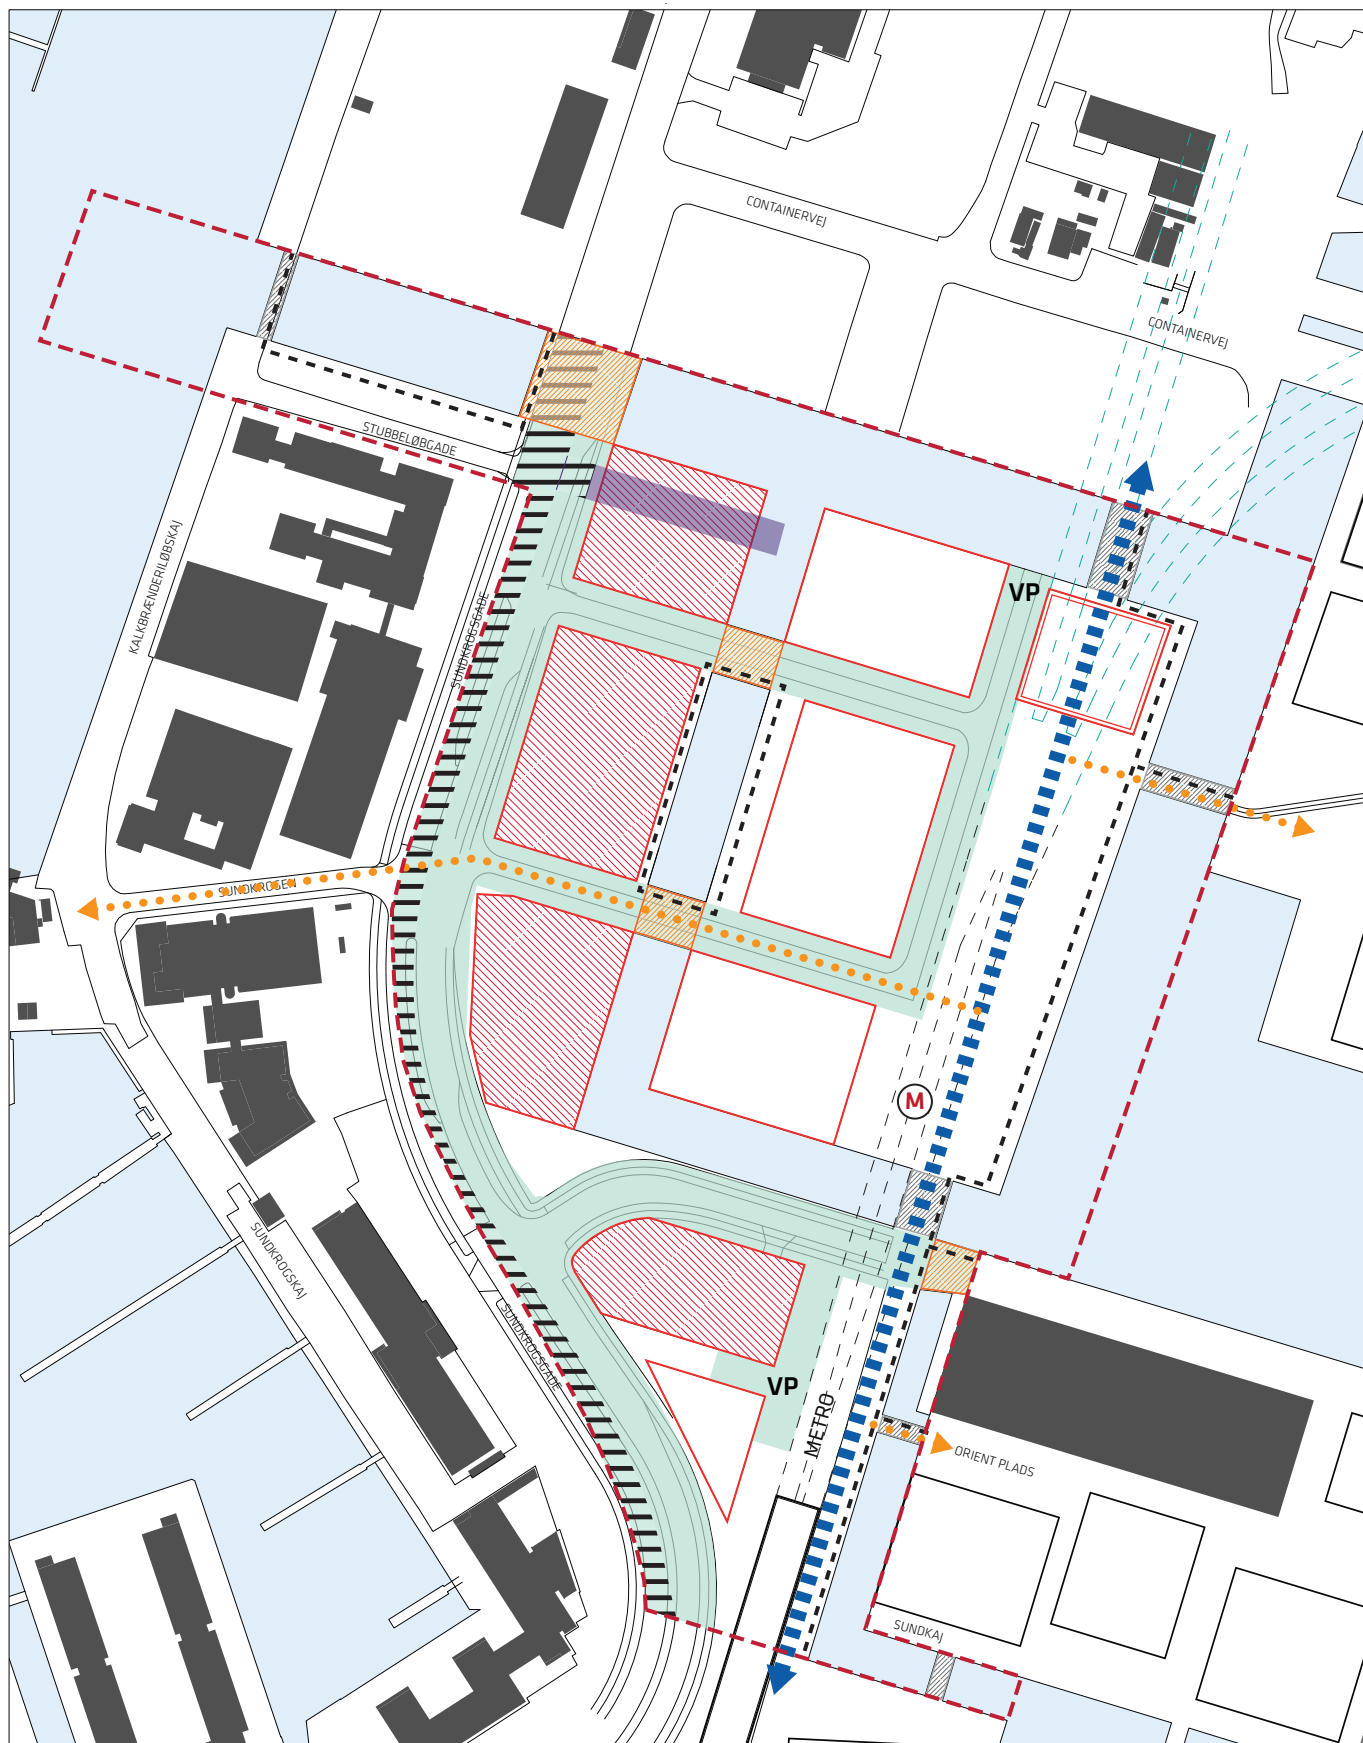 CONTAINERVEJ
CONTAINERVEJ
STUBBELØBGADE
KALKBRÆNDERILØBSKAJ
SUNDKROGSGADE
VP
SUNDKROGEN
M
SUNDKROGSKAJ
SUNDKROGSGADE
VP
METRO
ORIENT PLADS
SUNDKAJ